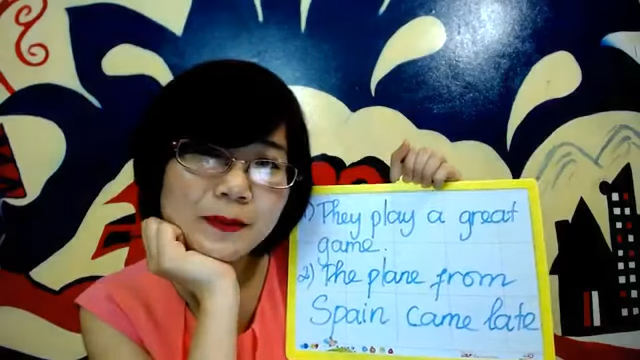 1) They play a great
game.
2) The plane from
Spain came late